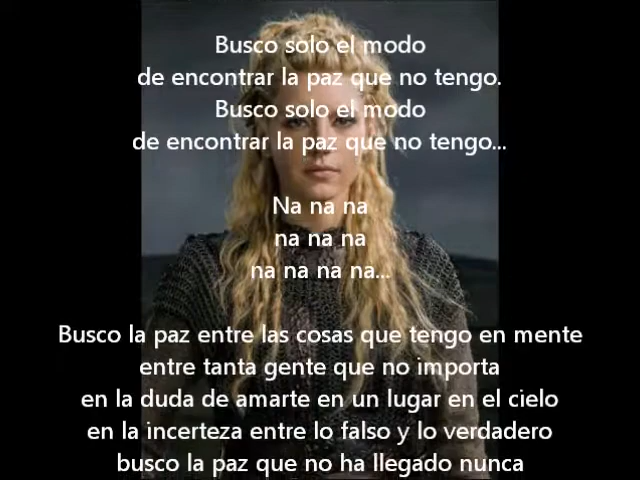 Busco solo el modo
de encontrar la paz que no tengo.
Busco solo el modo
de encontrar la paz que no tengo...
Na na na
na na na
na na na na...
Busco la paz entre las cosas que tengo en mente
entre tanta gente que no importa
en la duda de amarte en un lugar en el cielo
en la incerteza entre lo falso y lo verdadero
busco la paz que no ha llegado nunca